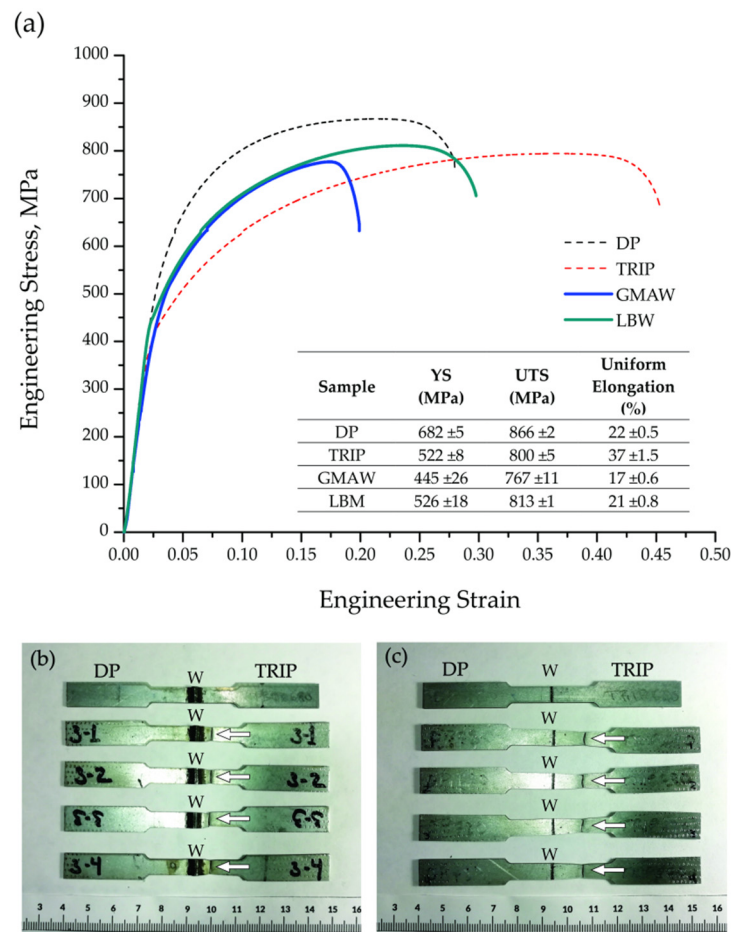 (a)
1000
900
800
700
600
500
400
300
200
100
0
Engineering Stress, MPa
DP
TRIP
GMAW
LBW
Sample YS (MPa) UTS (MPa) Uniform Elongation (%)
DP 682 ±5 866 ±2 22 ±0.5
TRIP 522 ±8 800 ±5 37 ±1.5
GMAW 445 ±26 767 ±11 17 ±0.6
LBM 526 ±18 813 ±1 21 ±0.8
0.00 0.05 0.10 0.15 0.20 0.25 0.30 0.35 0.40 0.45 0.50
Engineering Strain
(b)
DP W TRIP
W
3-1 3-1
W
3-2 3-2
W
W
3-4 3-4
3 4 5 6 7 8 9 10 11 12 13 14 15 16
(c)
DP W TRIP
W
W
W
W
4 5 6 7 8 9 10 11 12 13 14 15 16